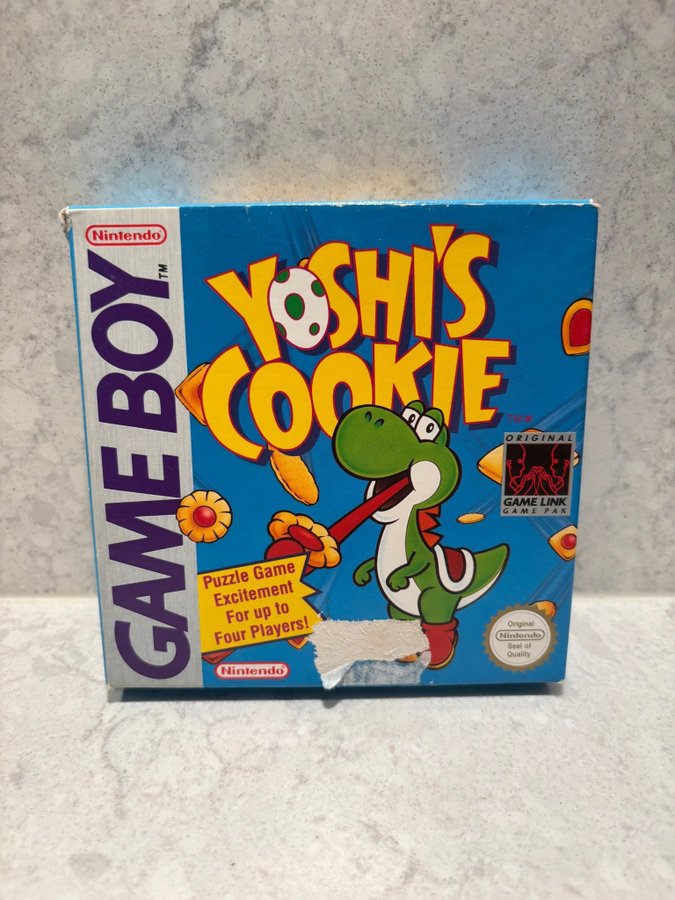 Nintendo
GAME BOY™
YOSHI'S
COOKIE
ORIGINAL
GAME LINK
GAME PAK
Puzzle Game
Excitement
For up to
Four Players!
Nintendo
Original
Nintendo
Seal of
Quality